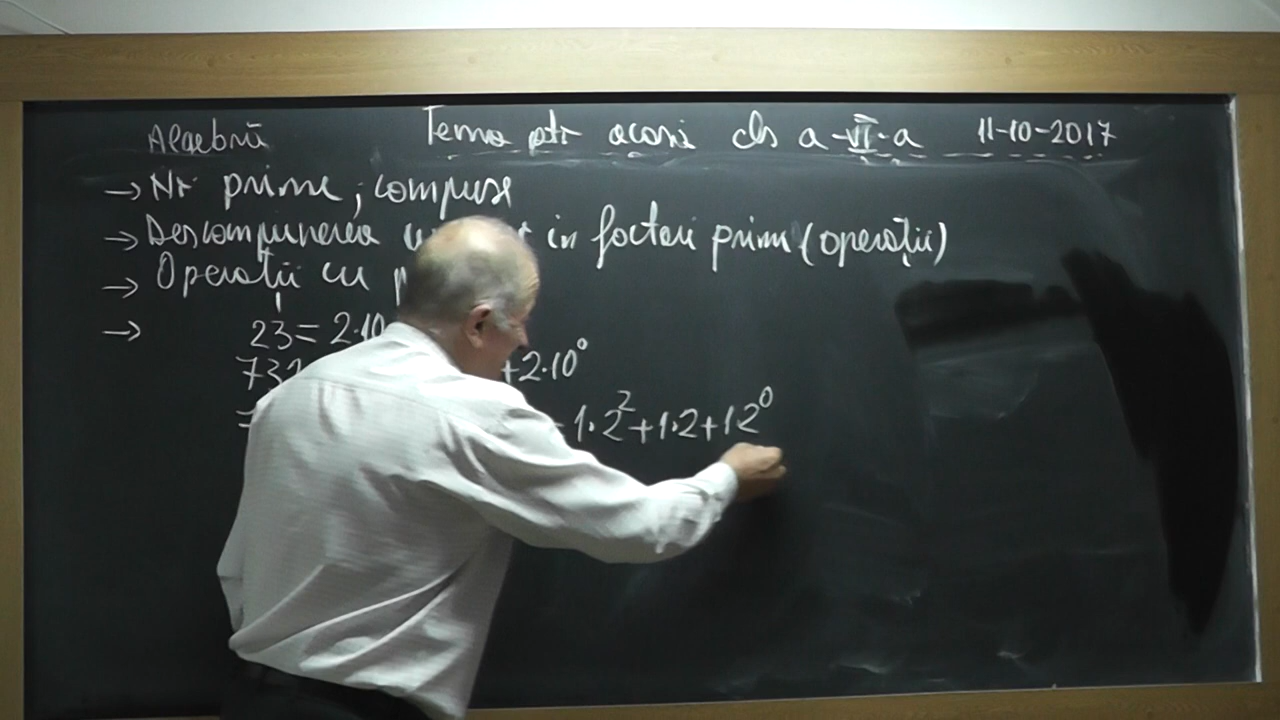 Algebră Tema ptr acasă cls a-VI-a 11-10-2017
→ Nr prime, compuse
→ Descompunerea in factori primi (operații)
→ Operații cu
→ 23 = 2·10
+2·10⁰
1·2²+1·2+1·2⁰